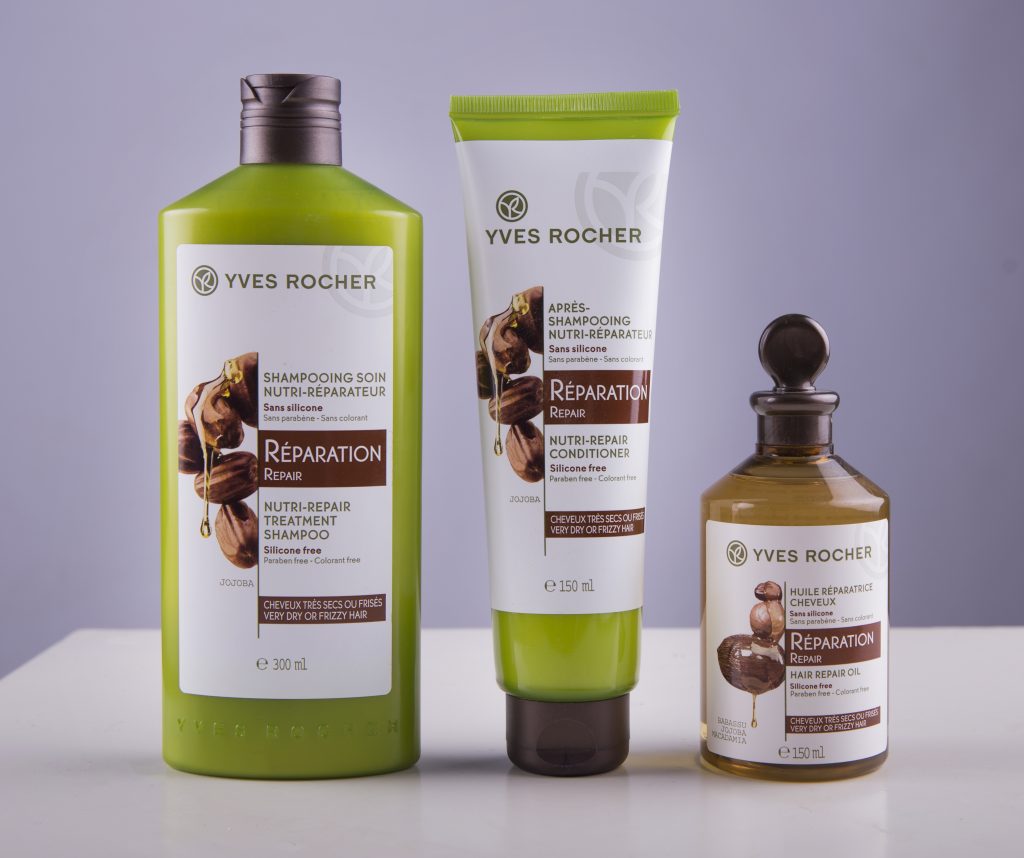 YVES ROCHER
SHAMPOOING SOIN
NUTRI-RÉPARATEUR
Sans silicone
Sans parabène - Sans colorant
RÉPARATION
REPAIR
NUTRI-REPAIR
TREATMENT
SHAMPOO
Silicone free
Paraben free - Colorant free
JOJOBA
CHEVEUX TRÈS SECS OU FRISÉS
VERY DRY OR FRIZZY HAIR
℮ 300 ml
YVES ROCHER
YVES ROCHER
APRÈS-
SHAMPOOING
NUTRI-RÉPARATEUR
Sans silicone
Sans parabène - Sans colorant
RÉPARATION
REPAIR
NUTRI-REPAIR
CONDITIONER
Silicone free
Paraben free - Colorant free
JOJOBA
CHEVEUX TRÈS SECS OU FRISÉS
VERY DRY OR FRIZZY HAIR
℮ 150 ml
YVES ROCHER
HUILE RÉPARATRICE
CHEVEUX
Sans silicone
Sans parabène - Sans colorant
RÉPARATION
REPAIR
HAIR REPAIR OIL
Silicone free
Paraben free - Colorant free
BABASSU
JOJOBA
MACADAMIA
CHEVEUX TRÈS SECS OU FRISÉS
VERY DRY OR FRIZZY HAIR
℮ 150 ml